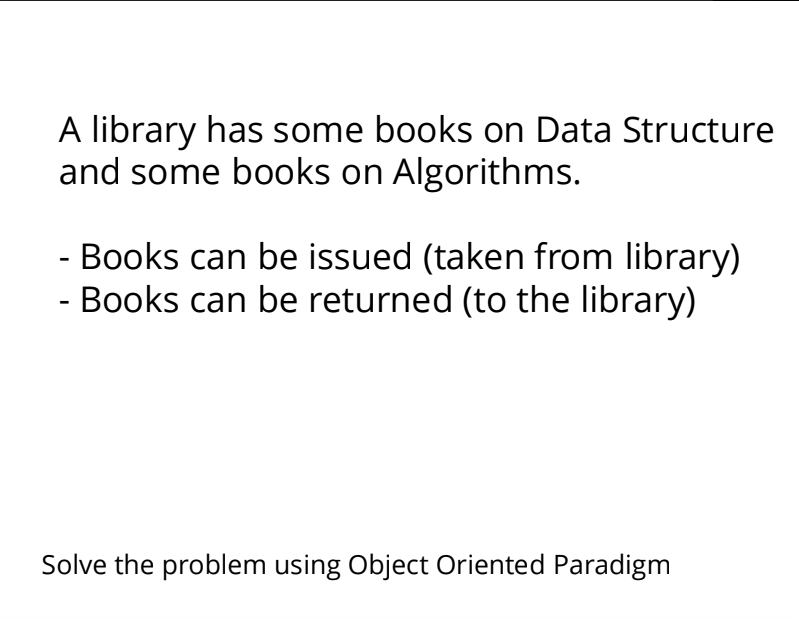 A library has some books on Data Structure
and some books on Algorithms.
- Books can be issued (taken from library)
- Books can be returned (to the library)
Solve the problem using Object Oriented Paradigm